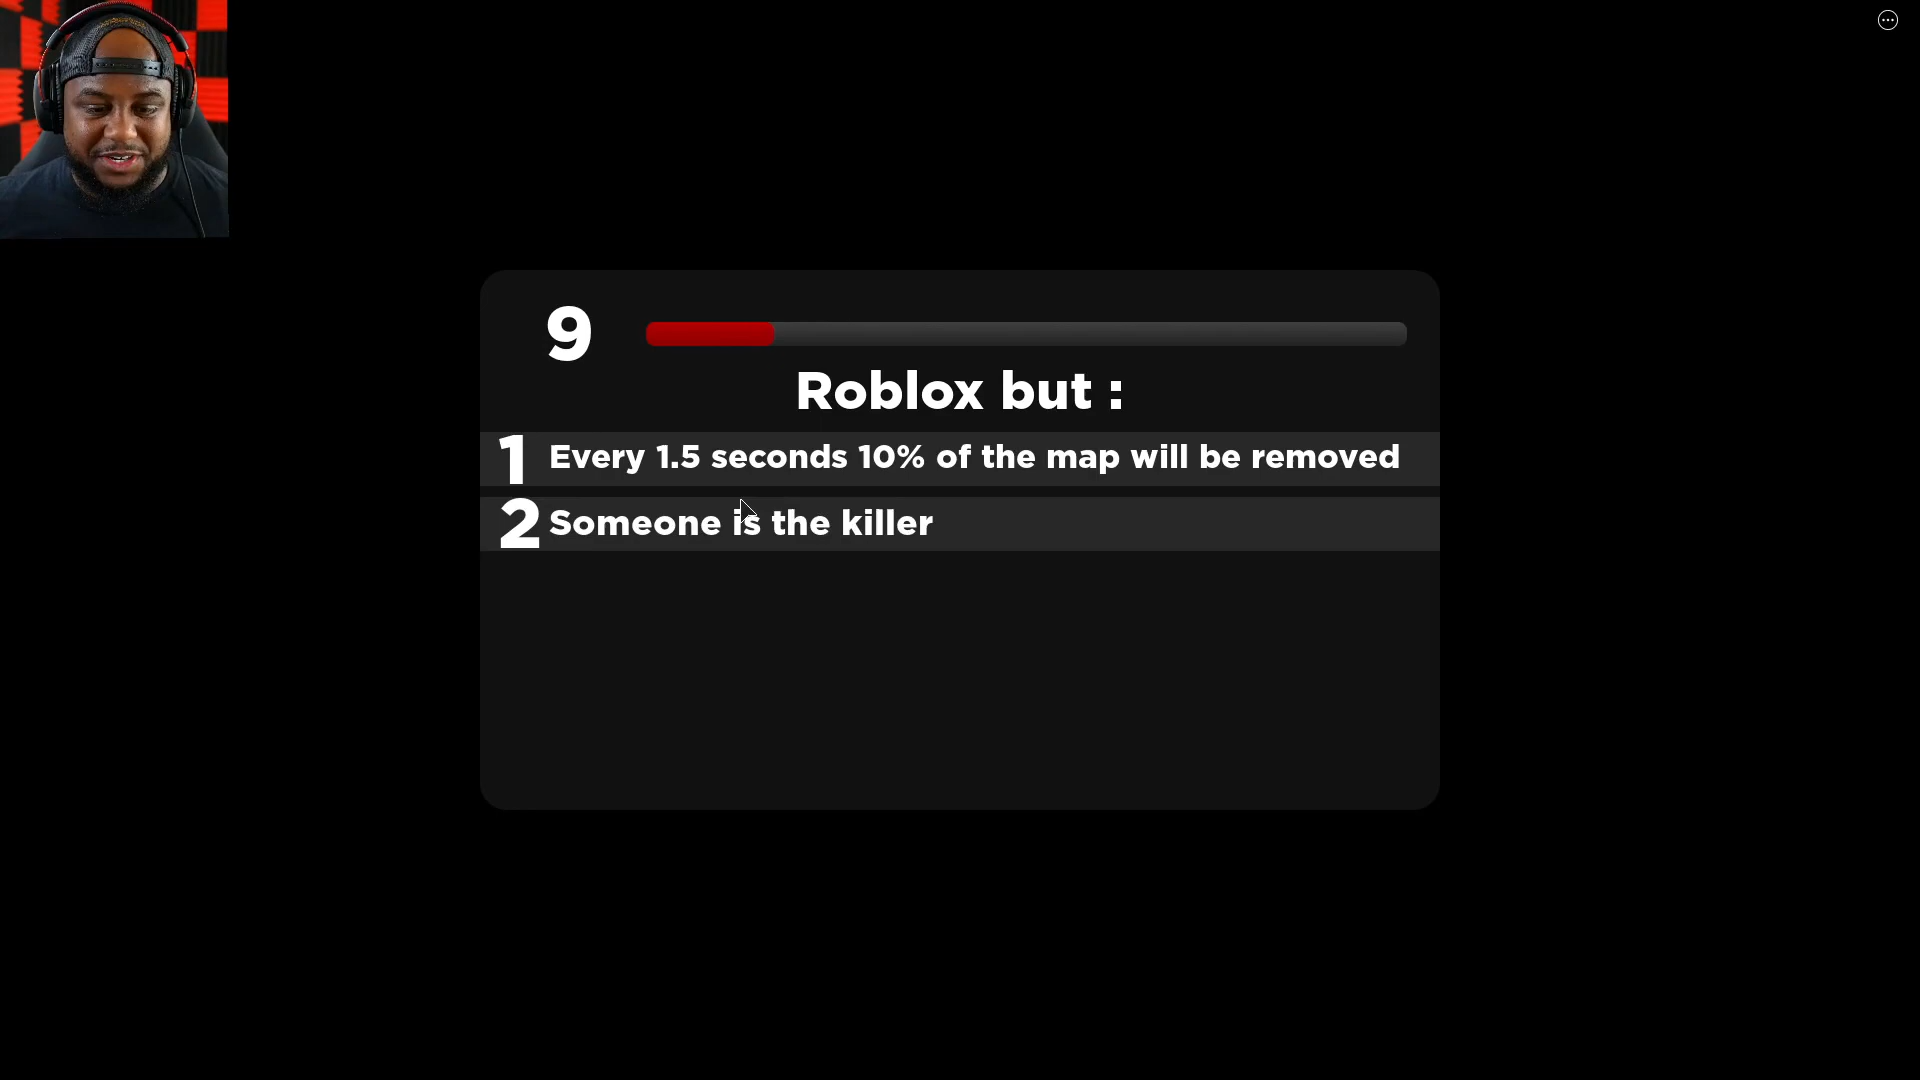 9
Roblox but :
1 Every 1.5 seconds 10% of the map will be removed
2 Someone is the killer